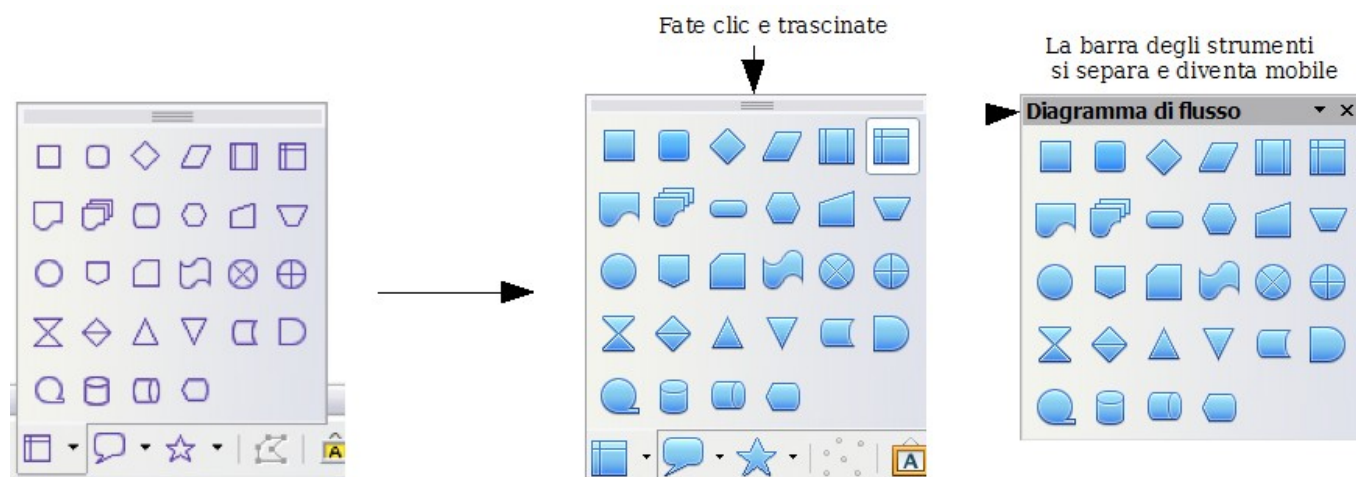 Fate clic e trascinate
La barra degli strumenti
si separa e diventa mobile
Diagramma di flusso
A
A